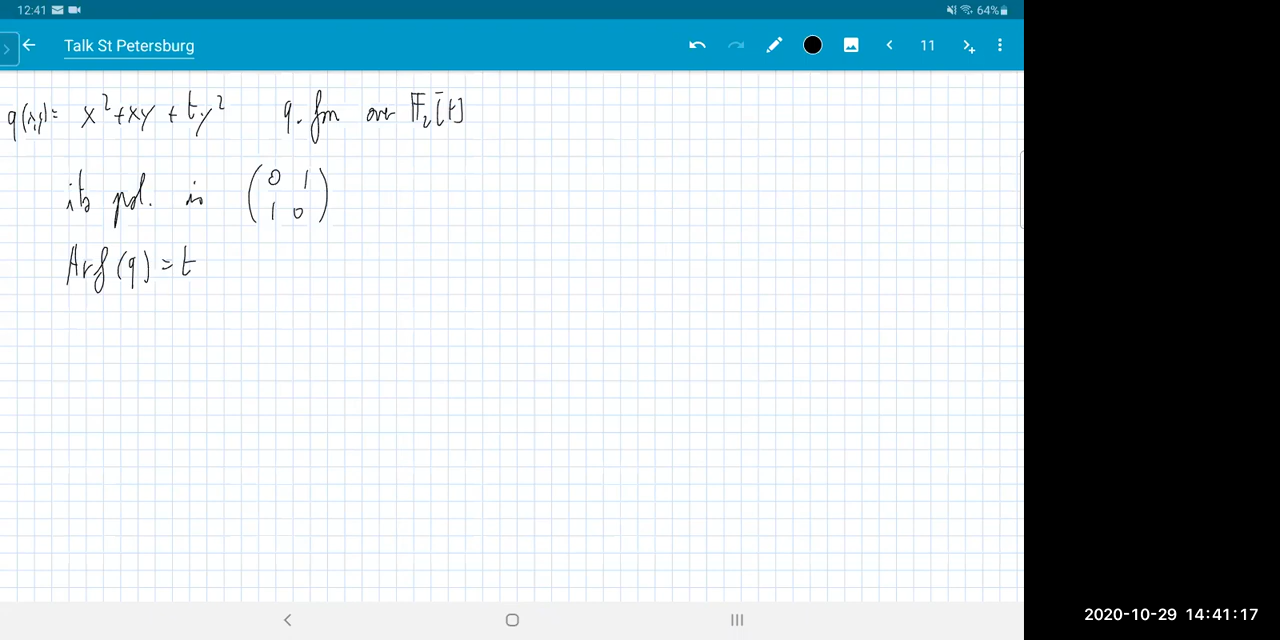 12:41 64%
Talk St Petersburg 11
q(x,y)= x²+xy + ty² q. fm over 𝔽₂[t]
its pol. is (0 1
1 0)
Arf(q) = t
2020-10-29 14:41:17